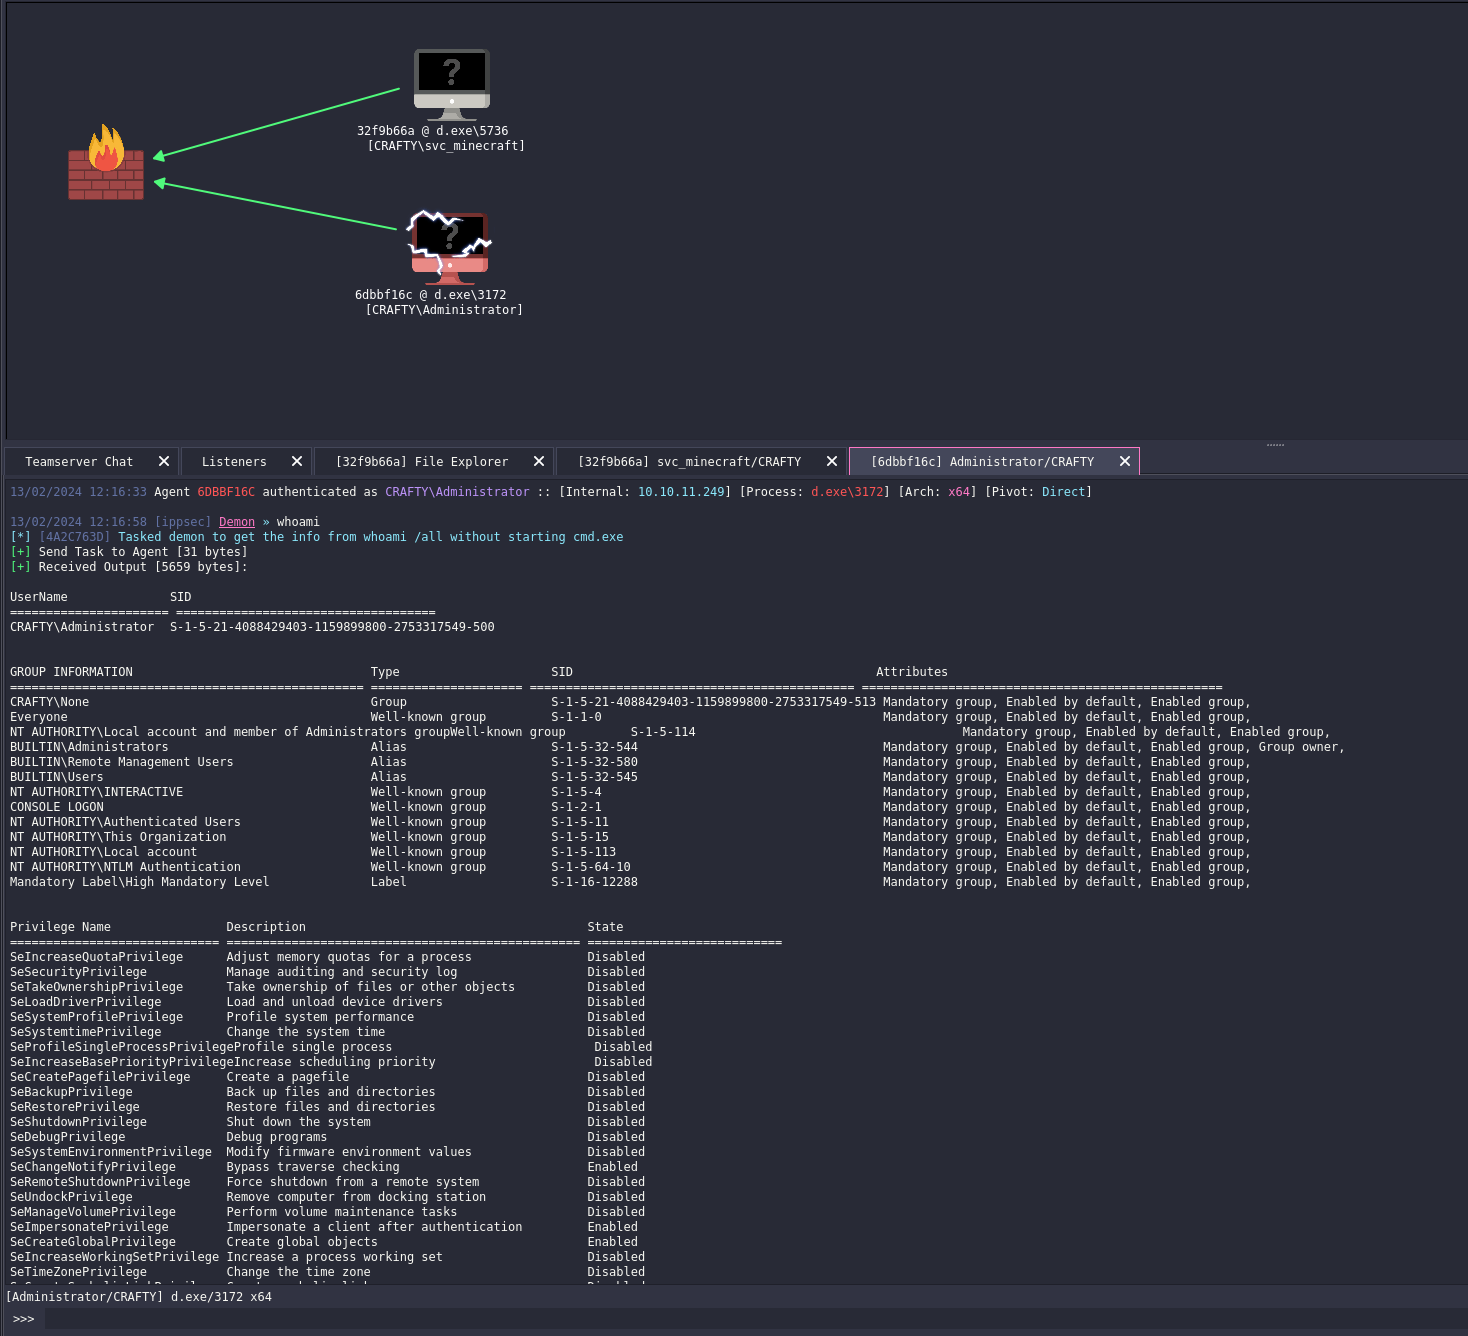 ?
32f9b66a @ d.exe\5736
[CRAFTY\svc_minecraft]
?
6dbbf16c @ d.exe\3172
[CRAFTY\Administrator]
Teamserver Chat ✕ Listeners ✕ [32f9b66a] File Explorer ✕ [32f9b66a] svc_minecraft/CRAFTY ✕ [6dbbf16c] Administrator/CRAFTY ✕
13/02/2024 12:16:33 Agent 6DBBF16C authenticated as CRAFTY\Administrator :: [Internal: 10.10.11.249] [Process: d.exe\3172] [Arch: x64] [Pivot: Direct]
13/02/2024 12:16:58 [ippsec] Demon » whoami
[*] [4A2C763D] Tasked demon to get the info from whoami /all without starting cmd.exe
[+] Send Task to Agent [31 bytes]
[+] Received Output [5659 bytes]:
UserName SID
====================== ====================================
CRAFTY\Administrator S-1-5-21-4088429403-1159899800-2753317549-500
GROUP INFORMATION Type SID Attributes
================================================= ===================== ============================================= ==================================================
CRAFTY\None Group S-1-5-21-4088429403-1159899800-2753317549-513 Mandatory group, Enabled by default, Enabled group,
Everyone Well-known group S-1-1-0 Mandatory group, Enabled by default, Enabled group,
NT AUTHORITY\Local account and member of Administrators groupWell-known group S-1-5-114 Mandatory group, Enabled by default, Enabled group,
BUILTIN\Administrators Alias S-1-5-32-544 Mandatory group, Enabled by default, Enabled group, Group owner,
BUILTIN\Remote Management Users Alias S-1-5-32-580 Mandatory group, Enabled by default, Enabled group,
BUILTIN\Users Alias S-1-5-32-545 Mandatory group, Enabled by default, Enabled group,
NT AUTHORITY\INTERACTIVE Well-known group S-1-5-4 Mandatory group, Enabled by default, Enabled group,
CONSOLE LOGON Well-known group S-1-2-1 Mandatory group, Enabled by default, Enabled group,
NT AUTHORITY\Authenticated Users Well-known group S-1-5-11 Mandatory group, Enabled by default, Enabled group,
NT AUTHORITY\This Organization Well-known group S-1-5-15 Mandatory group, Enabled by default, Enabled group,
NT AUTHORITY\Local account Well-known group S-1-5-113 Mandatory group, Enabled by default, Enabled group,
NT AUTHORITY\NTLM Authentication Well-known group S-1-5-64-10 Mandatory group, Enabled by default, Enabled group,
Mandatory Label\High Mandatory Level Label S-1-16-12288 Mandatory group, Enabled by default, Enabled group,
Privilege Name Description State
============================= ================================================= ===========================
SeIncreaseQuotaPrivilege Adjust memory quotas for a process Disabled
SeSecurityPrivilege Manage auditing and security log Disabled
SeTakeOwnershipPrivilege Take ownership of files or other objects Disabled
SeLoadDriverPrivilege Load and unload device drivers Disabled
SeSystemProfilePrivilege Profile system performance Disabled
SeSystemtimePrivilege Change the system time Disabled
SeProfileSingleProcessPrivilegeProfile single process Disabled
SeIncreaseBasePriorityPrivilegeIncrease scheduling priority Disabled
SeCreatePagefilePrivilege Create a pagefile Disabled
SeBackupPrivilege Back up files and directories Disabled
SeRestorePrivilege Restore files and directories Disabled
SeShutdownPrivilege Shut down the system Disabled
SeDebugPrivilege Debug programs Disabled
SeSystemEnvironmentPrivilege Modify firmware environment values Disabled
SeChangeNotifyPrivilege Bypass traverse checking Enabled
SeRemoteShutdownPrivilege Force shutdown from a remote system Disabled
SeUndockPrivilege Remove computer from docking station Disabled
SeManageVolumePrivilege Perform volume maintenance tasks Disabled
SeImpersonatePrivilege Impersonate a client after authentication Enabled
SeCreateGlobalPrivilege Create global objects Enabled
SeIncreaseWorkingSetPrivilege Increase a process working set Disabled
SeTimeZonePrivilege Change the time zone Disabled
[Administrator/CRAFTY] d.exe/3172 x64
>>>